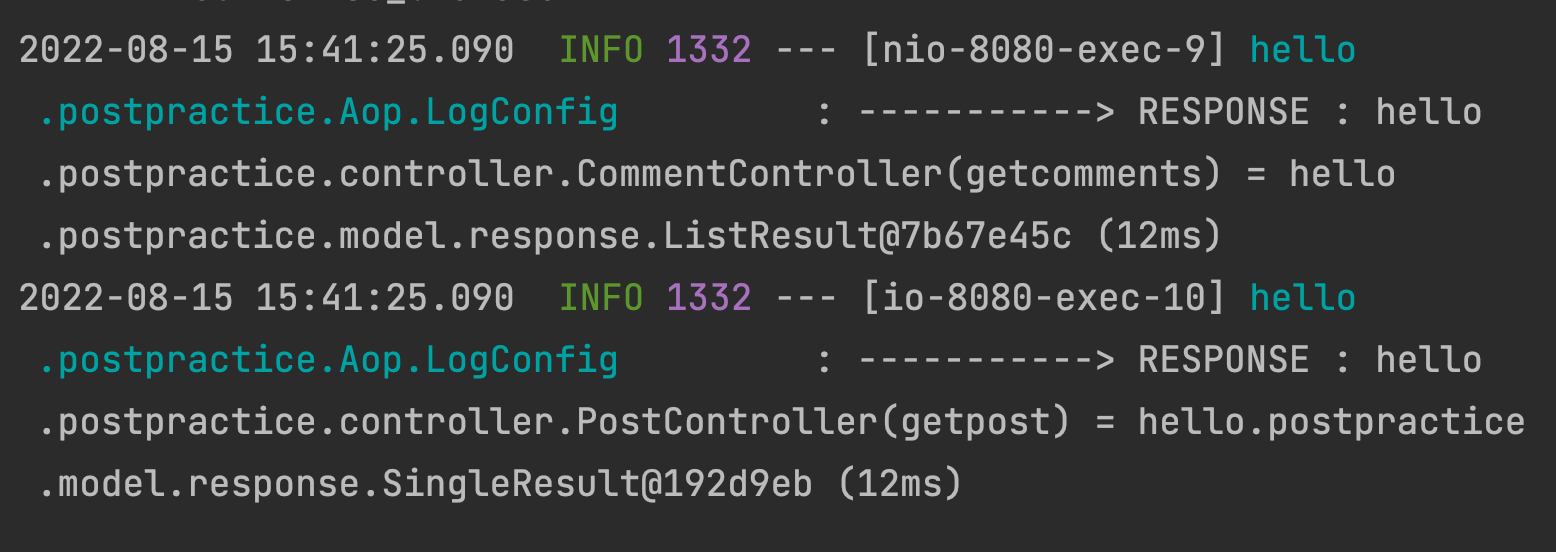 2022-08-15 15:41:25.090  INFO 1332 --- [nio-8080-exec-9] hello
.postpractice.Aop.LogConfig          : -----------> RESPONSE : hello
.postpractice.controller.CommentController(getcomments) = hello
.postpractice.model.response.ListResult@7b67e45c (12ms)
2022-08-15 15:41:25.090  INFO 1332 --- [io-8080-exec-10] hello
.postpractice.Aop.LogConfig          : -----------> RESPONSE : hello
.postpractice.controller.PostController(getpost) = hello.postpractice
.model.response.SingleResult@192d9eb (12ms)